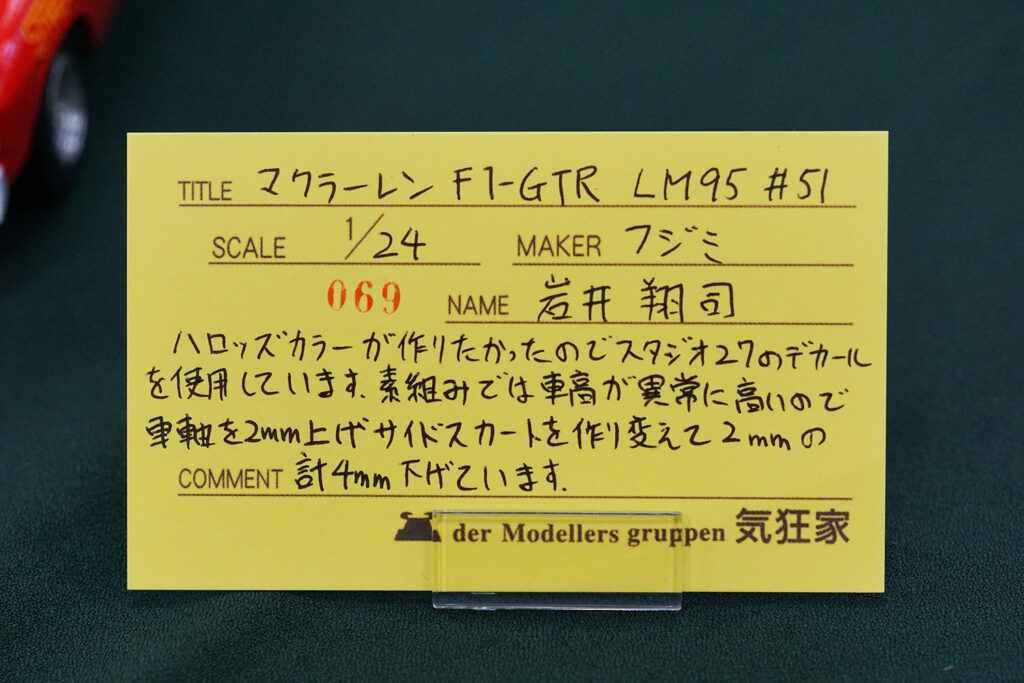 TITLE マクラーレン F1-GTR LM95 #51
SCALE 1/24 MAKER フジミ
069 NAME 岩井 翔司
ハロッズカラーが作りたかったのでスタジオ27のデカール
を使用しています.素組みでは車高が異常に高いので
車軸を2mm上げサイドスカートを作り変えて2mmの
COMMENT 計4mm下げています.
der Modellers gruppen 気狂家